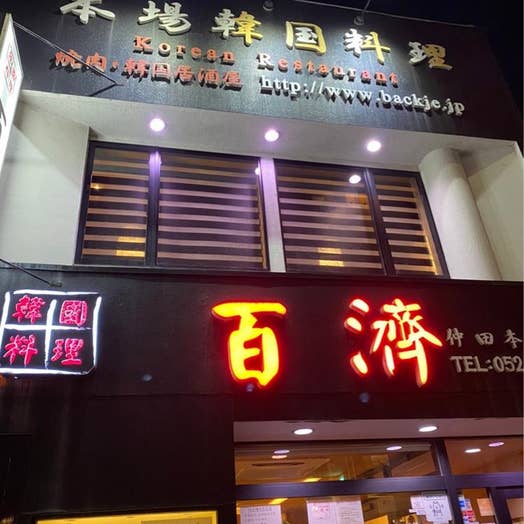 本場韓国料理
Korean Restaurant
焼肉・韓国居酒屋 http://www.backje.jp
韓國
料理
百済
仲田本
TEL:052